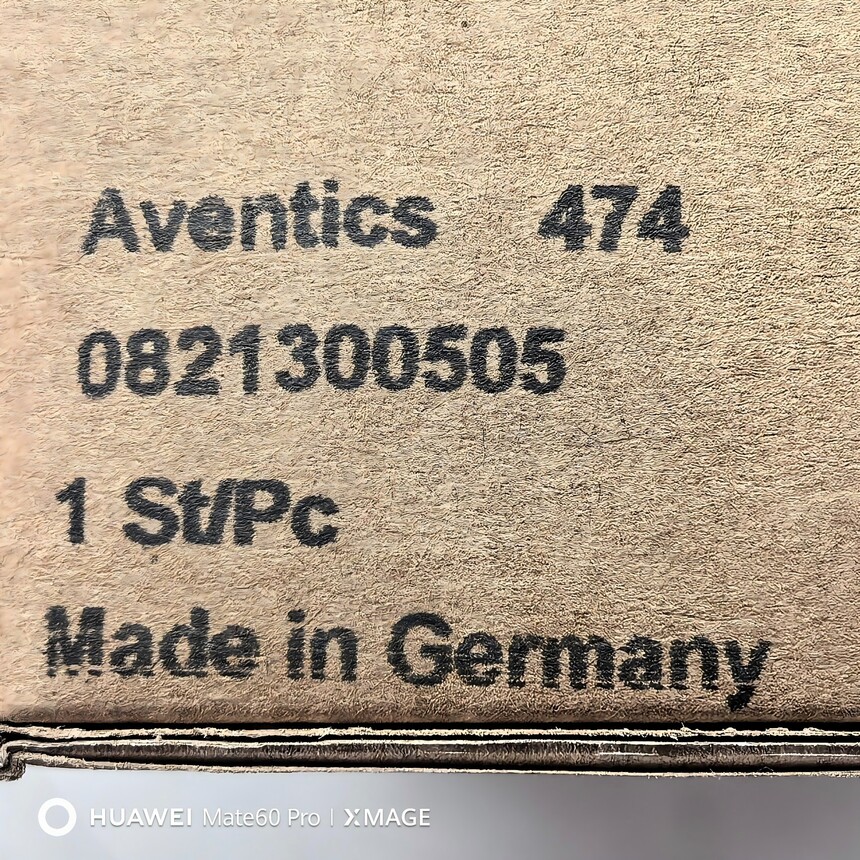 Aventics 474
0821300505
1 St/Pc
Made in Germany
HUAWEI Mate60 Pro | XMAGE